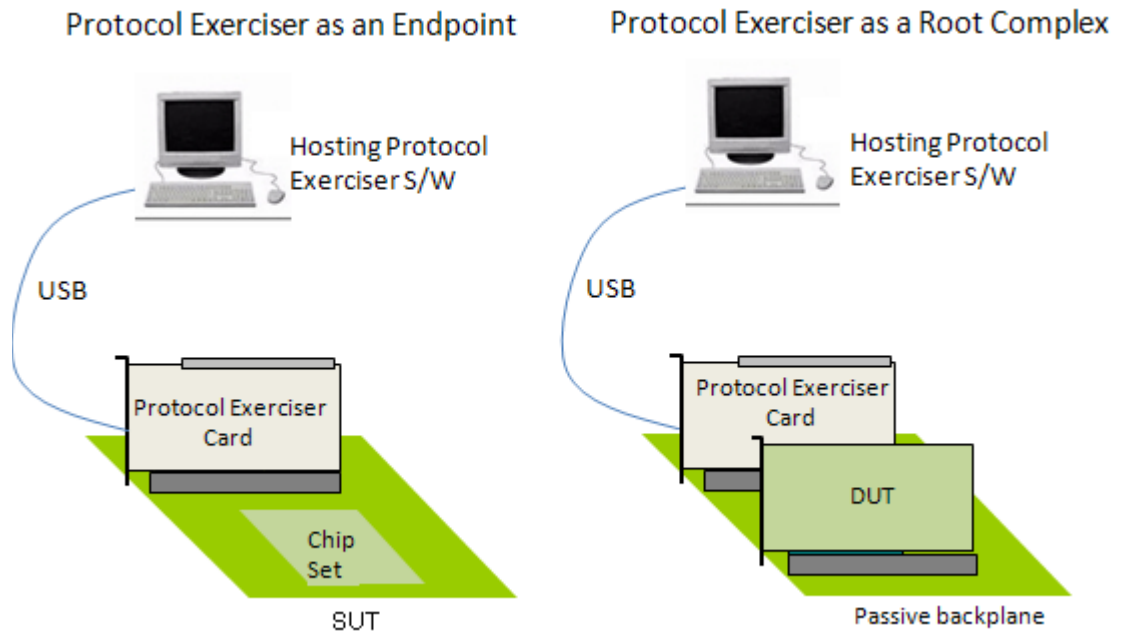 Protocol Exerciser as an Endpoint
Hosting Protocol
Exerciser S/W
USB
Protocol Exerciser
Card
Chip
Set
SUT
Protocol Exerciser as a Root Complex
Hosting Protocol
Exerciser S/W
USB
Protocol Exerciser
Card
DUT
Passive backplane